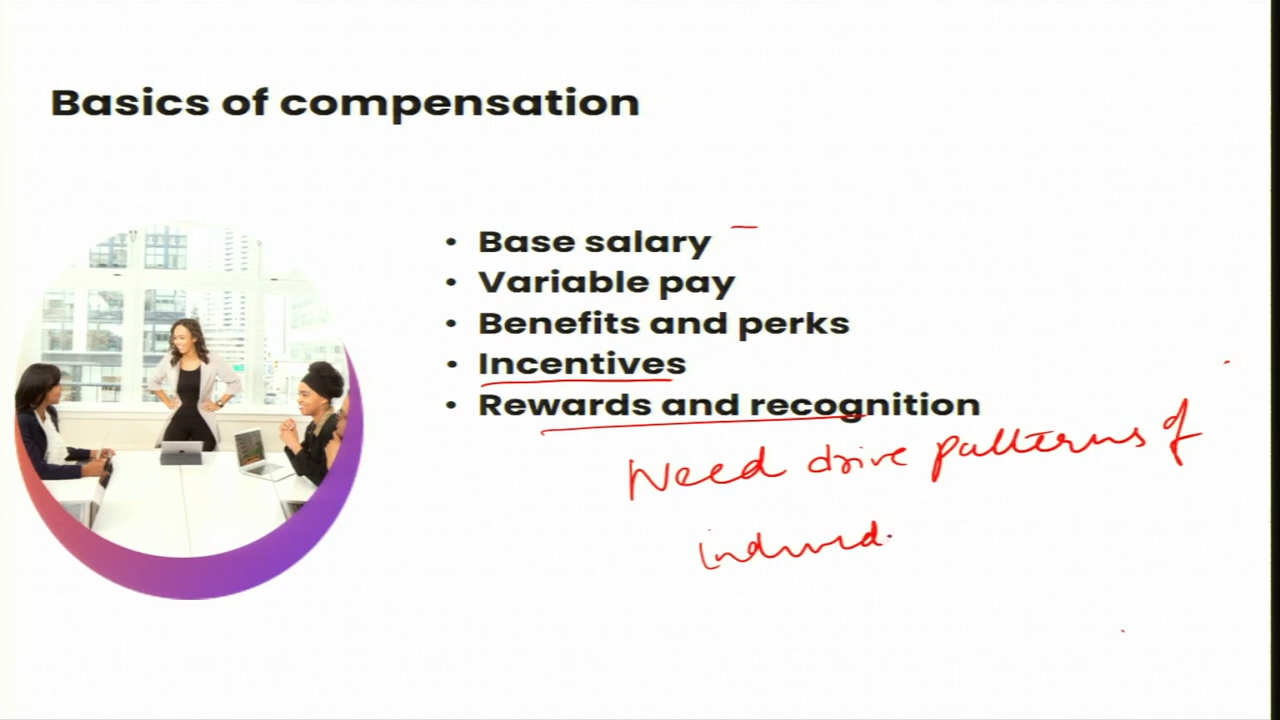 Basics of compensation
• Base salary
• Variable pay
• Benefits and perks
• Incentives
• Rewards and recognition
Need drive patterns of